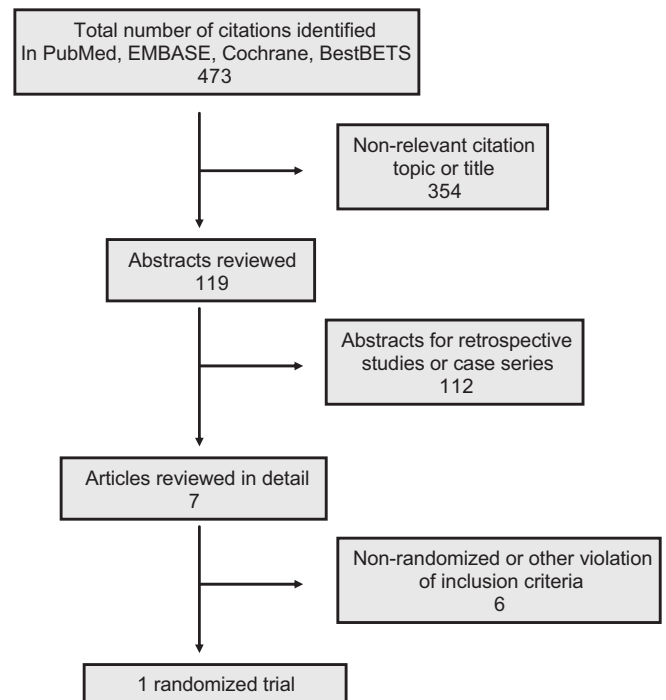 Total number of citations identified
In PubMed, EMBASE, Cochrane, BestBETS
473
Non-relevant citation
topic or title
354
Abstracts reviewed
119
Abstracts for retrospective
studies or case series
112
Articles reviewed in detail
7
Non-randomized or other violation
of inclusion criteria
6
1 randomized trial